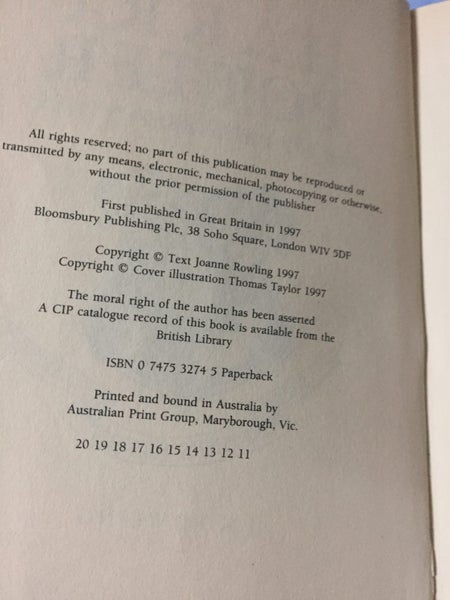 All rights reserved; no part of this publication may be reproduced or
transmitted by any means, electronic, mechanical, photocopying or otherwise,
without the prior permission of the publisher
First published in Great Britain in 1997
Bloomsbury Publishing Plc, 38 Soho Square, London W1V 5DF
Copyright © Text Joanne Rowling 1997
Copyright © Cover illustration Thomas Taylor 1997
The moral right of the author has been asserted
A CIP catalogue record of this book is available from the
British Library
ISBN 0 7475 3274 5 Paperback
Printed and bound in Australia by
Australian Print Group, Maryborough, Vic.
20 19 18 17 16 15 14 13 12 11